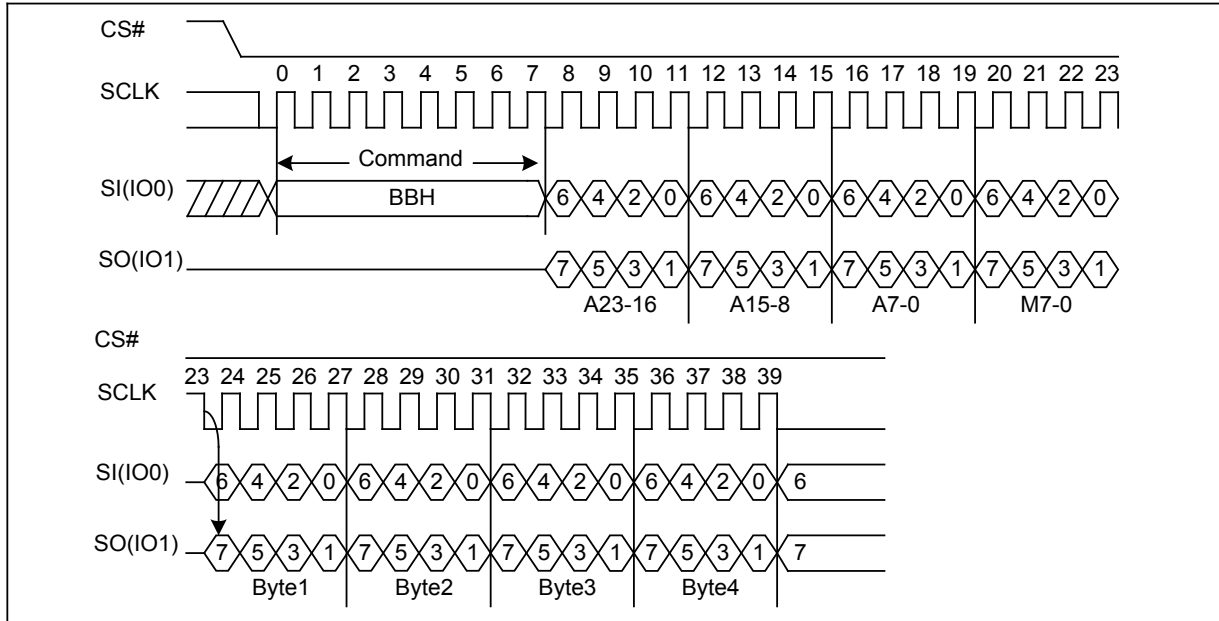 CS#
0 1 2 3 4 5 6 7 8 9 10 11 12 13 14 15 16 17 18 19 20 21 22 23
SCLK
Command
SI(IO0) BBH 6 4 2 0 6 4 2 0 6 4 2 0 6 4 2 0
SO(IO1) 7 5 3 1 7 5 3 1 7 5 3 1 7 5 3 1
A23-16 A15-8 A7-0 M7-0
CS#
23 24 25 26 27 28 29 30 31 32 33 34 35 36 37 38 39
SCLK
SI(IO0) 6 4 2 0 6 4 2 0 6 4 2 0 6 4 2 0 6
SO(IO1) 7 5 3 1 7 5 3 1 7 5 3 1 7 5 3 1 7
Byte1 Byte2 Byte3 Byte4